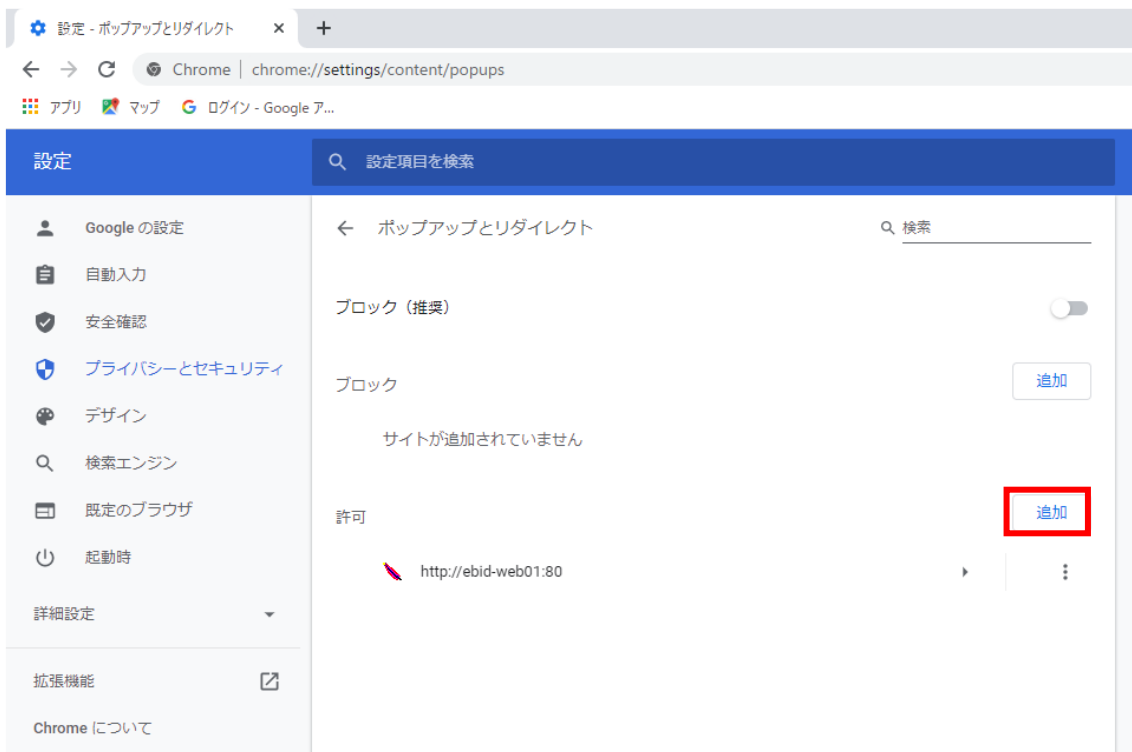 設定 - ポップアップとリダイレクト
Chrome | chrome://settings/content/popups
アプリ マップ ログイン - Google ア...
設定
設定項目を検索
Google の設定
自動入力
安全確認
プライバシーとセキュリティ
デザイン
検索エンジン
既定のブラウザ
起動時
詳細設定
拡張機能
Chrome について
ポップアップとリダイレクト
検索
ブロック（推奨）
ブロック
追加
サイトが追加されていません
許可
追加
http://ebid-web01:80